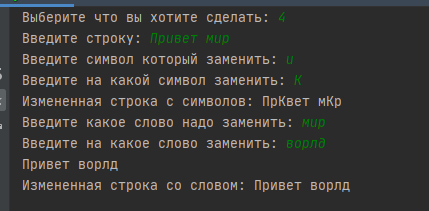 Выберите что вы хотите сделать: 4
Введите строку: Привет мир
Введите символ который заменить: и
Введите на какой символ заменить: К
Измененная строка с символов: ПрКвет мКр
Введите какое слово надо заменить: мир
Введите на какое слово заменить: ворлд
Привет ворлд
Измененная строка со словом: Привет ворлд